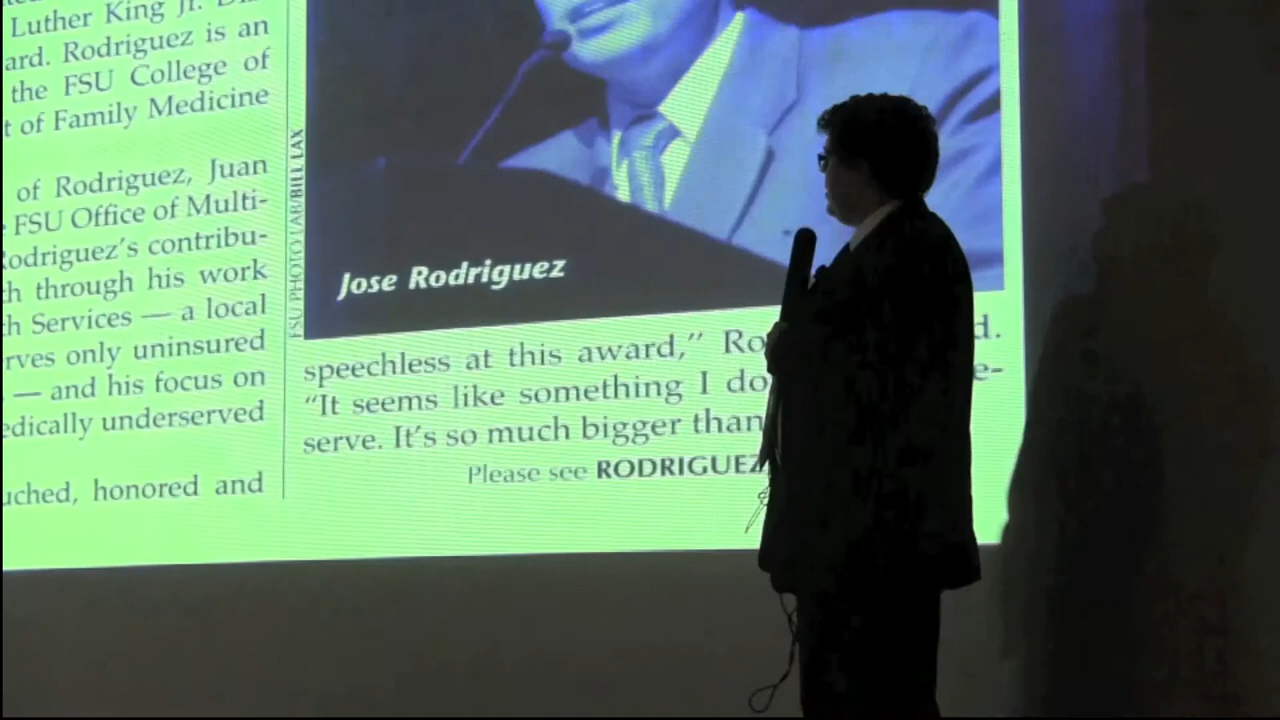 Luther King Jr.
ard. Rodriguez is an
the FSU College of
t of Family Medicine
of Rodriguez, Juan
FSU Office of Multi-
Rodriguez's contribu-
h through his work
h Services — a local
rves only uninsured
— and his focus on
edically underserved
uched, honored and
FSU PHOTO LAB/BILL LAX
Jose Rodriguez
speechless at this award,” Ro d.
“It seems like something I do e-
serve. It's so much bigger than
Please see RODRIGUEZ